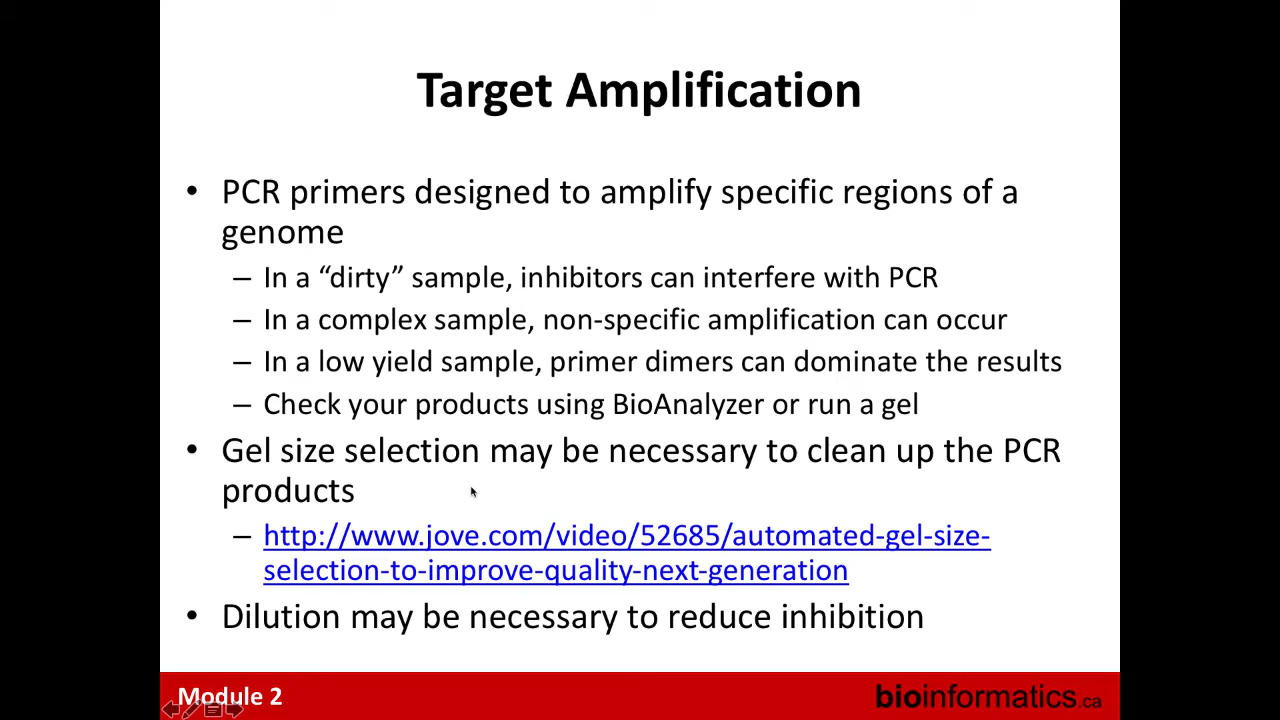 Target Amplification
• PCR primers designed to amplify specific regions of a
genome
– In a “dirty” sample, inhibitors can interfere with PCR
– In a complex sample, non-specific amplification can occur
– In a low yield sample, primer dimers can dominate the results
– Check your products using BioAnalyzer or run a gel
• Gel size selection may be necessary to clean up the PCR
products
– http://www.jove.com/video/52685/automated-gel-size-
selection-to-improve-quality-next-generation
• Dilution may be necessary to reduce inhibition
Module 2
bioinformatics.ca